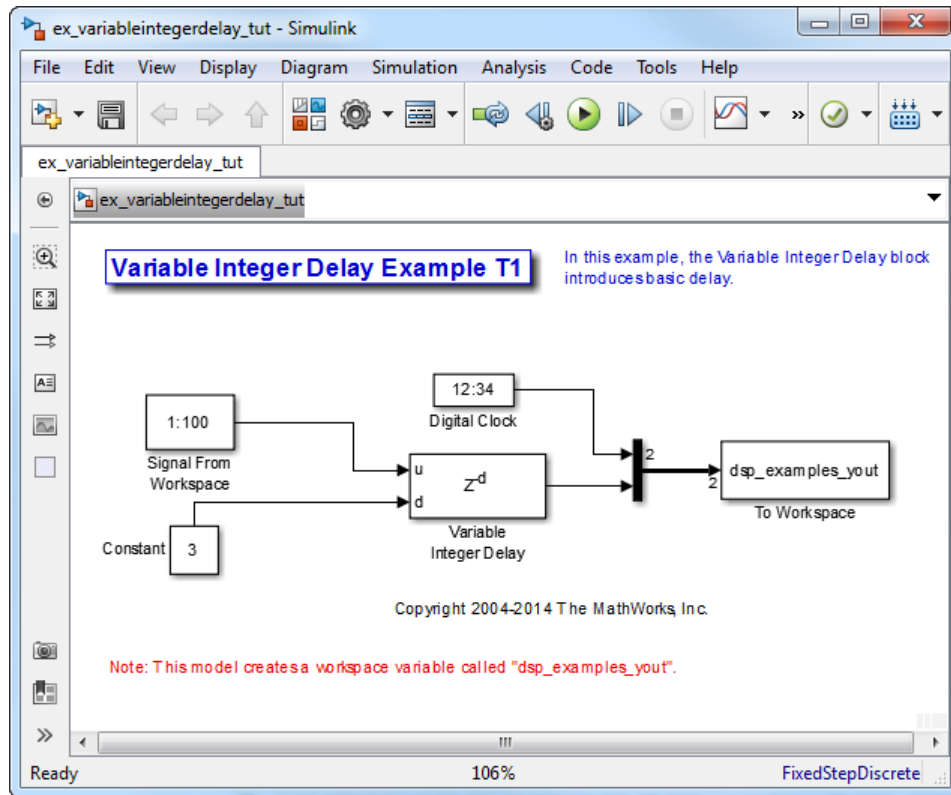 ex_variableintegerdelay_tut - Simulink
File Edit View Display Diagram Simulation Analysis Code Tools Help
»
ex_variableintegerdelay_tut
ex_variableintegerdelay_tut
Variable Integer Delay Example T1
In this example, the Variable Integer Delay block
introduces basic delay.
12:34
Digital Clock
1:100
Signal From
Workspace
u
d
z-d
Variable
Integer Delay
2
2
dsp_examples_yout
To Workspace
Constant
3
Copyright 2004-2014 The MathWorks, Inc.
Note: This model creates a workspace variable called "dsp_examples_yout".
Ready 106% FixedStepDiscrete